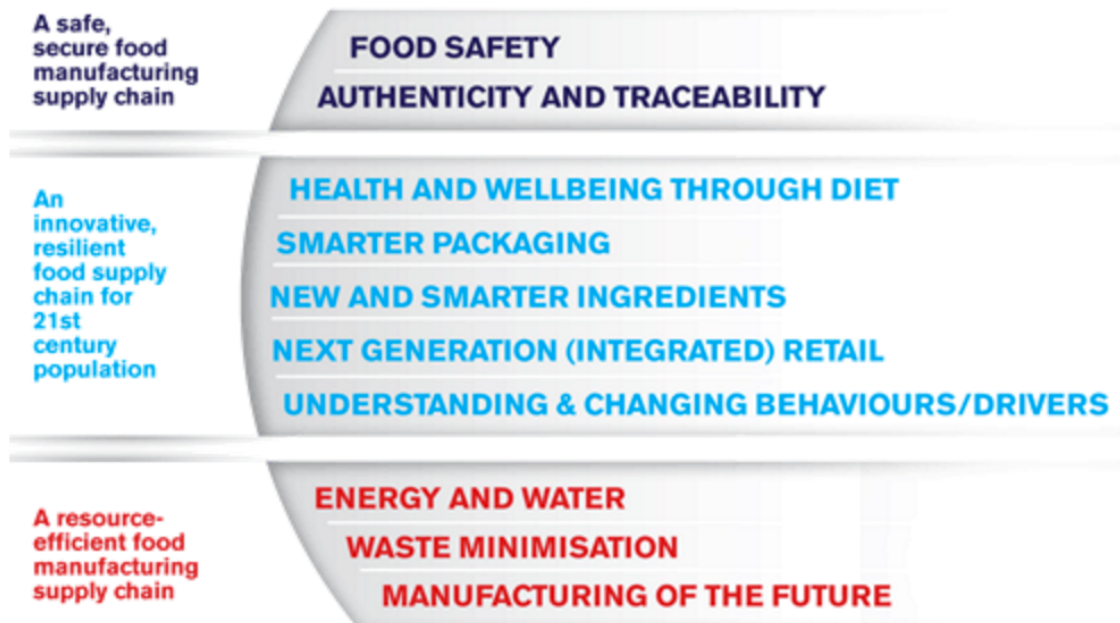 A safe,
secure food
manufacturing
supply chain
FOOD SAFETY
AUTHENTICITY AND TRACEABILITY
An
innovative,
resilient
food supply
chain for
21st
century
population
HEALTH AND WELLBEING THROUGH DIET
SMARTER PACKAGING
NEW AND SMARTER INGREDIENTS
NEXT GENERATION (INTEGRATED) RETAIL
UNDERSTANDING & CHANGING BEHAVIOURS/DRIVERS
A resource-
efficient food
manufacturing
supply chain
ENERGY AND WATER
WASTE MINIMISATION
MANUFACTURING OF THE FUTURE